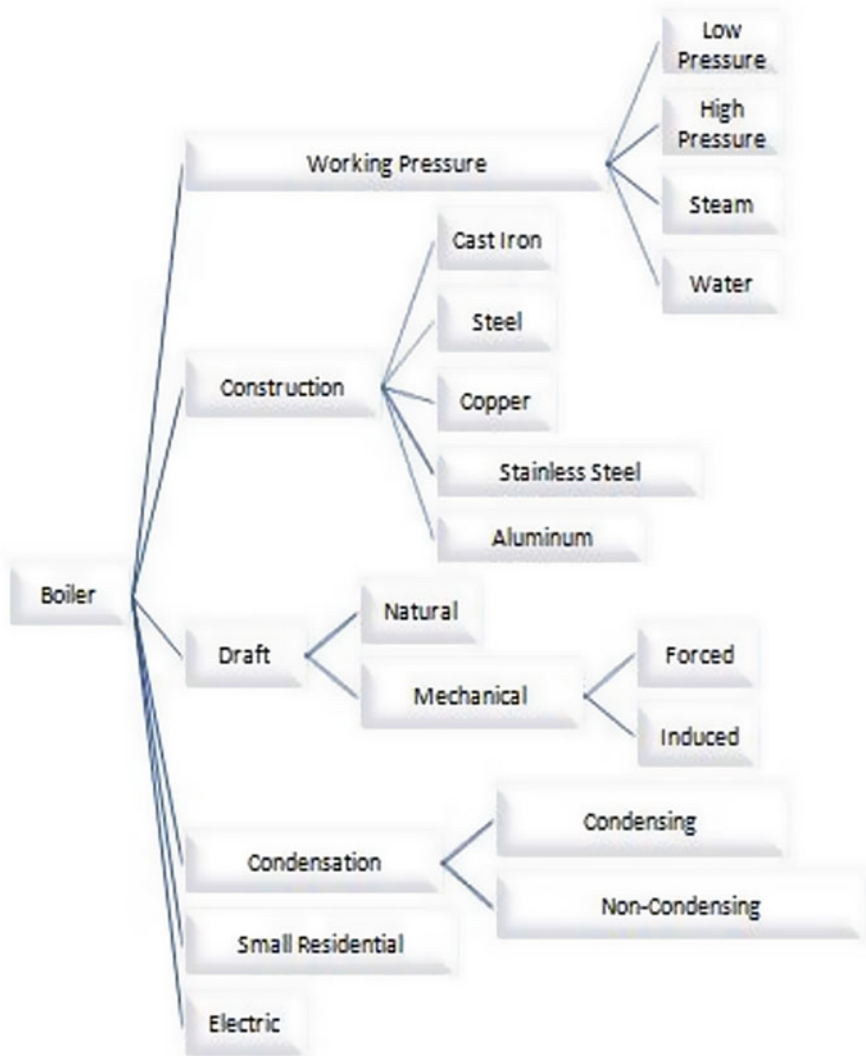 Low
Pressure
High
Pressure
Working Pressure
Steam
Water
Cast Iron
Steel
Construction
Copper
Stainless Steel
Aluminum
Boiler
Natural
Draft
Forced
Mechanical
Induced
Condensing
Condensation
Non-Condensing
Small Residential
Electric